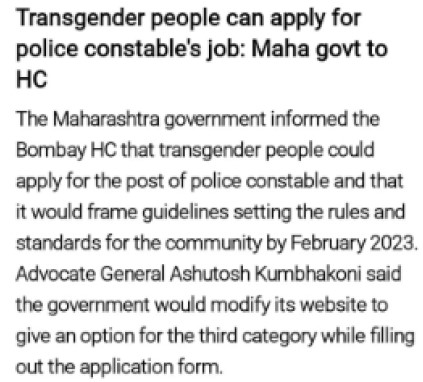 Transgender people can apply for
police constable's job: Maha govt to
HC
The Maharashtra government informed the
Bombay HC that transgender people could
apply for the post of police constable and that
it would frame guidelines setting the rules and
standards for the community by February 2023.
Advocate General Ashutosh Kumbhakoni said
the government would modify its website to
give an option for the third category while filling
out the application form.